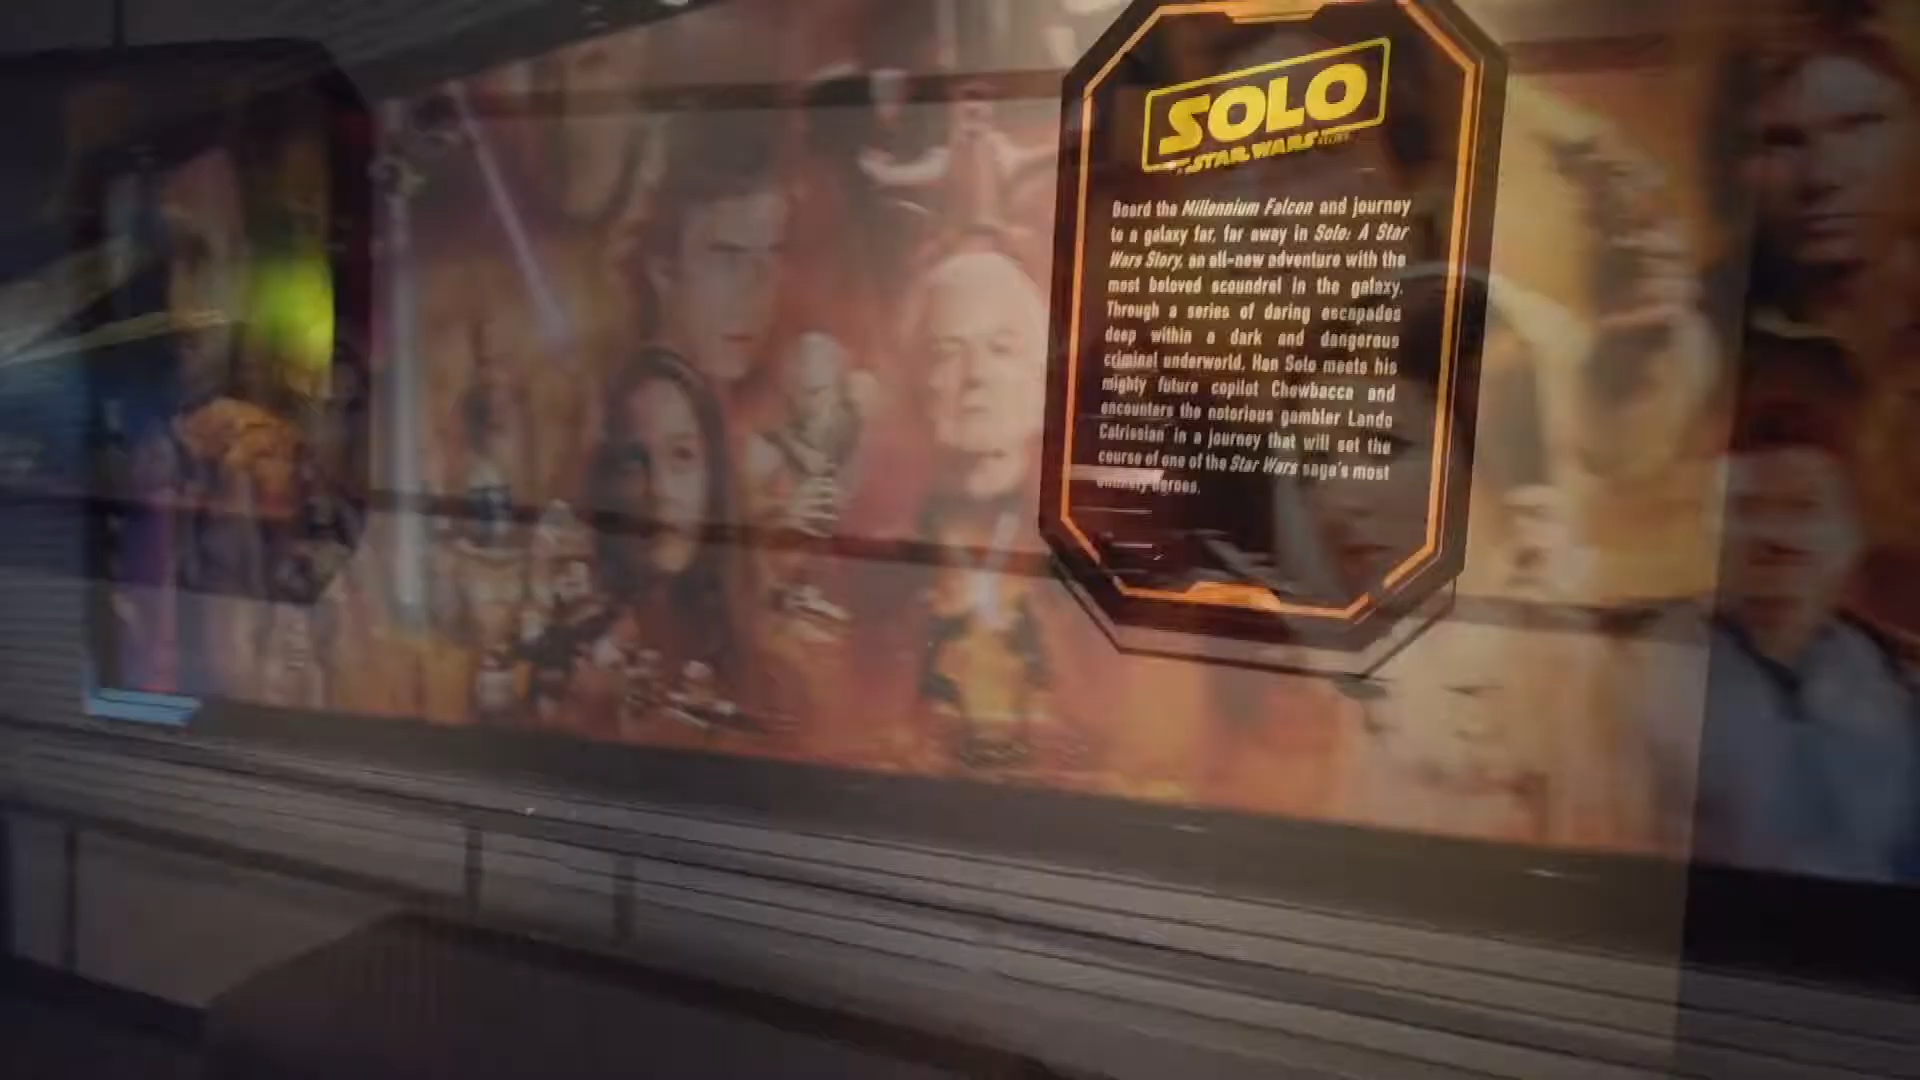 SOLO
A STAR WARS STORY
Board the Millennium Falcon and journey
to a galaxy far, far away in Solo: A Star
Wars Story, an all-new adventure with the
most beloved scoundrel in the galaxy.
Through a series of daring escapades
deep within a dark and dangerous
criminal underworld, Han Solo meets his
mighty future copilot Chewbacca and
encounters the notorious gambler Lando
Calrissian in a journey that will set the
course of one of the Star Wars saga's most
unlikely heroes.